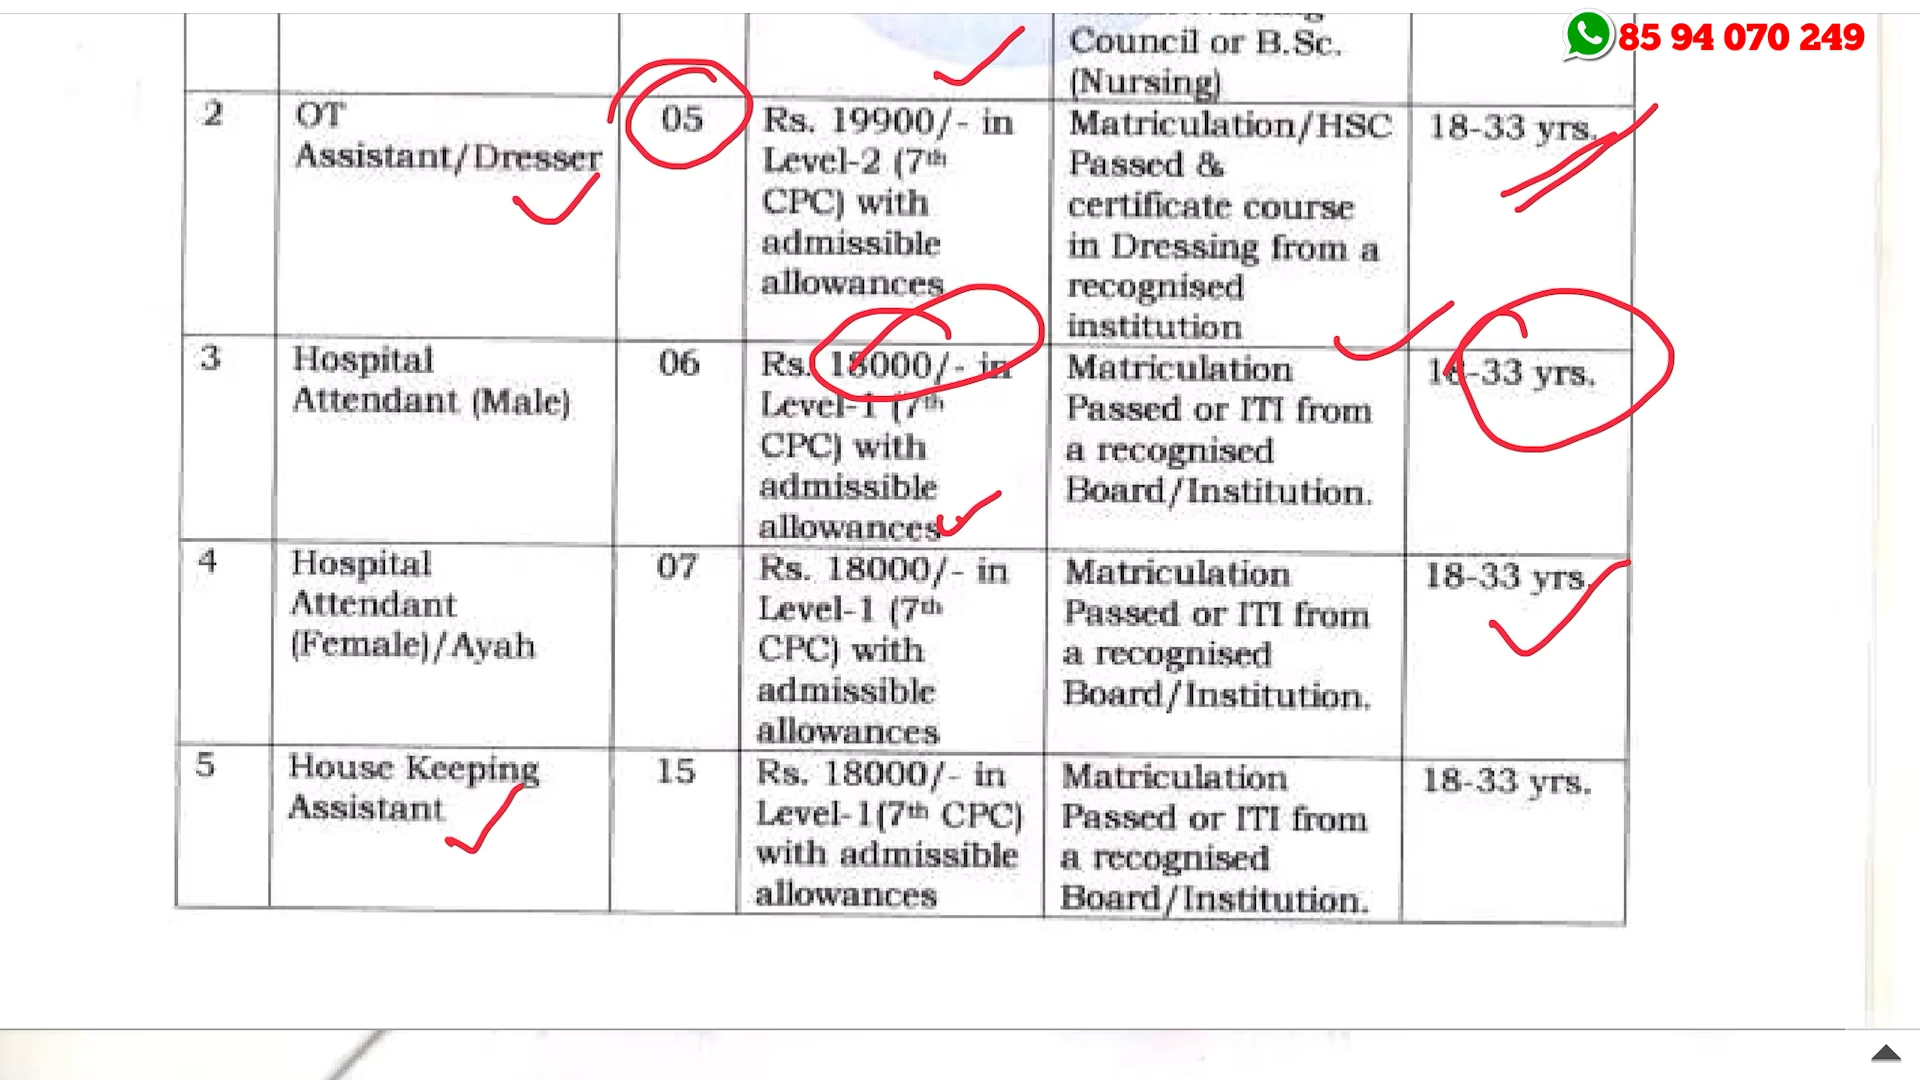 85 94 070 249
Council or B.Sc.
(Nursing)
2
OT
Assistant/Dresser
05
Rs. 19900/- in
Level-2 (7th
CPC) with
admissible
allowances
Matriculation/HSC
Passed &
certificate course
in Dressing from a
recognised
institution
18-33 yrs.
3
Hospital
Attendant (Male)
06
Rs. 18000/- in
Level-1 (7th
CPC) with
admissible
allowances
Matriculation
Passed or ITI from
a recognised
Board/Institution.
18-33 yrs.
4
Hospital
Attendant
(Female)/Ayah
07
Rs. 18000/- in
Level-1 (7th
CPC) with
admissible
allowances
Matriculation
Passed or ITI from
a recognised
Board/Institution.
18-33 yrs.
5
House Keeping
Assistant
15
Rs. 18000/- in
Level-1(7th CPC)
with admissible
allowances
Matriculation
Passed or ITI from
a recognised
Board/Institution.
18-33 yrs.